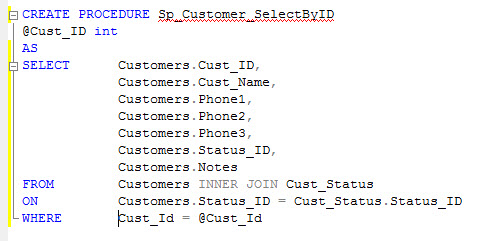 CREATE PROCEDURE Sp_Customer_SelectByID
@Cust_ID int
AS
SELECT Customers.Cust_ID,
Customers.Cust_Name,
Customers.Phone1,
Customers.Phone2,
Customers.Phone3,
Customers.Status_ID,
Customers.Notes
FROM Customers INNER JOIN Cust_Status
ON Customers.Status_ID = Cust_Status.Status_ID
WHERE Cust_Id = @Cust_Id